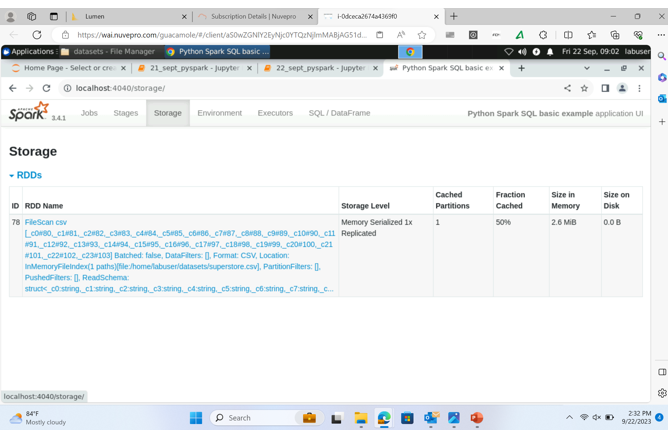 Lumen
Subscription Details | Nuvepro
i-0dceca2674a4369f0
https://wai.nuvepro.com/guacamole/#/client/aS0wZGNlY2EyNjc0YTQzNjlmMABjAG51d...
Applications
datasets - File Manager
Python Spark SQL basic ...
Fri 22 Sep, 09:02 labuser
Home Page - Select or cre
21_sept_pyspark - Jupyter
22_sept_pyspark - Jupyter
Python Spark SQL basic ex
localhost:4040/storage/
APACHE Spark 3.4.1
Jobs
Stages
Storage
Environment
Executors
SQL / DataFrame
Python Spark SQL basic example application UI
Storage
RDDs
ID RDD Name Storage Level Cached Partitions Fraction Cached Size in Memory Size on Disk
78 FileScan csv Memory Serialized 1x Replicated 1 50% 2.6 MiB 0.0 B
[_c0#80,_c1#81,_c2#82,_c3#83,_c4#84,_c5#85,_c6#86,_c7#87,_c8#88,_c9#89,_c10#90,_c11
#91,_c12#92,_c13#93,_c14#94,_c15#95,_c16#96,_c17#97,_c18#98,_c19#99,_c20#100,_c21
#101,_c22#102,_c23#103] Batched: false, DataFilters: [], Format: CSV, Location:
InMemoryFileIndex(1 paths)[file:/home/labuser/datasets/superstore.csv], PartitionFilters: [],
PushedFilters: [], ReadSchema:
struct<_c0:string,_c1:string,_c2:string,_c3:string,_c4:string,_c5:string,_c6:string,_c7:string,_c...
localhost:4040/storage/
84°F
Mostly cloudy
Search
2:32 PM
9/22/2023
4